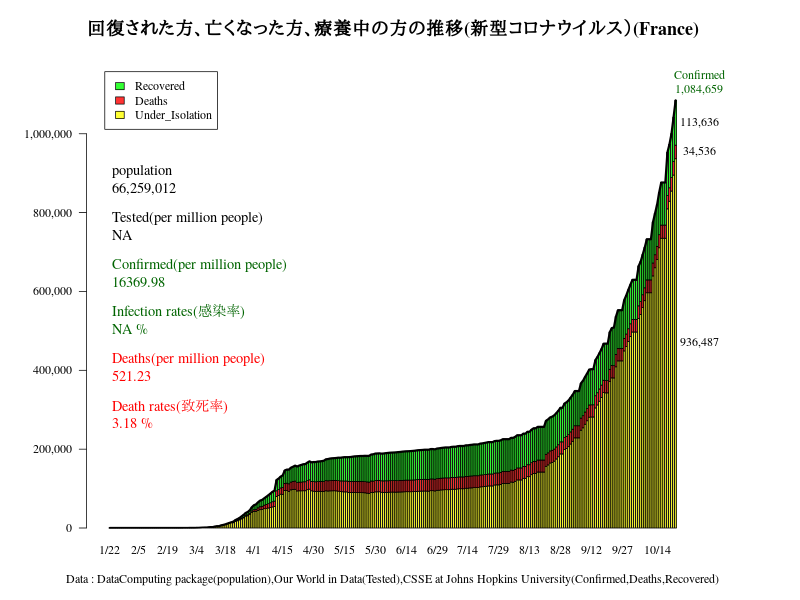 回復された方、亡くなった方、療養中の方の推移(新型コロナウイルス）(France)
Confirmed
1,084,659
Recovered
Deaths
Under_Isolation
113,636
34,536
936,487
1,000,000
800,000
600,000
400,000
200,000
0
population
66,259,012
Tested(per million people)
NA
Confirmed(per million people)
16369.98
Infection rates(感染率)
NA %
Deaths(per million people)
521.23
Death rates(致死率)
3.18 %
1/22 2/5 2/19 3/4 3/18 4/1 4/15 4/30 5/15 5/30 6/14 6/29 7/14 7/29 8/13 8/28 9/12 9/27 10/14
Data : DataComputing package(population),Our World in Data(Tested),CSSE at Johns Hopkins University(Confirmed,Deaths,Recovered)